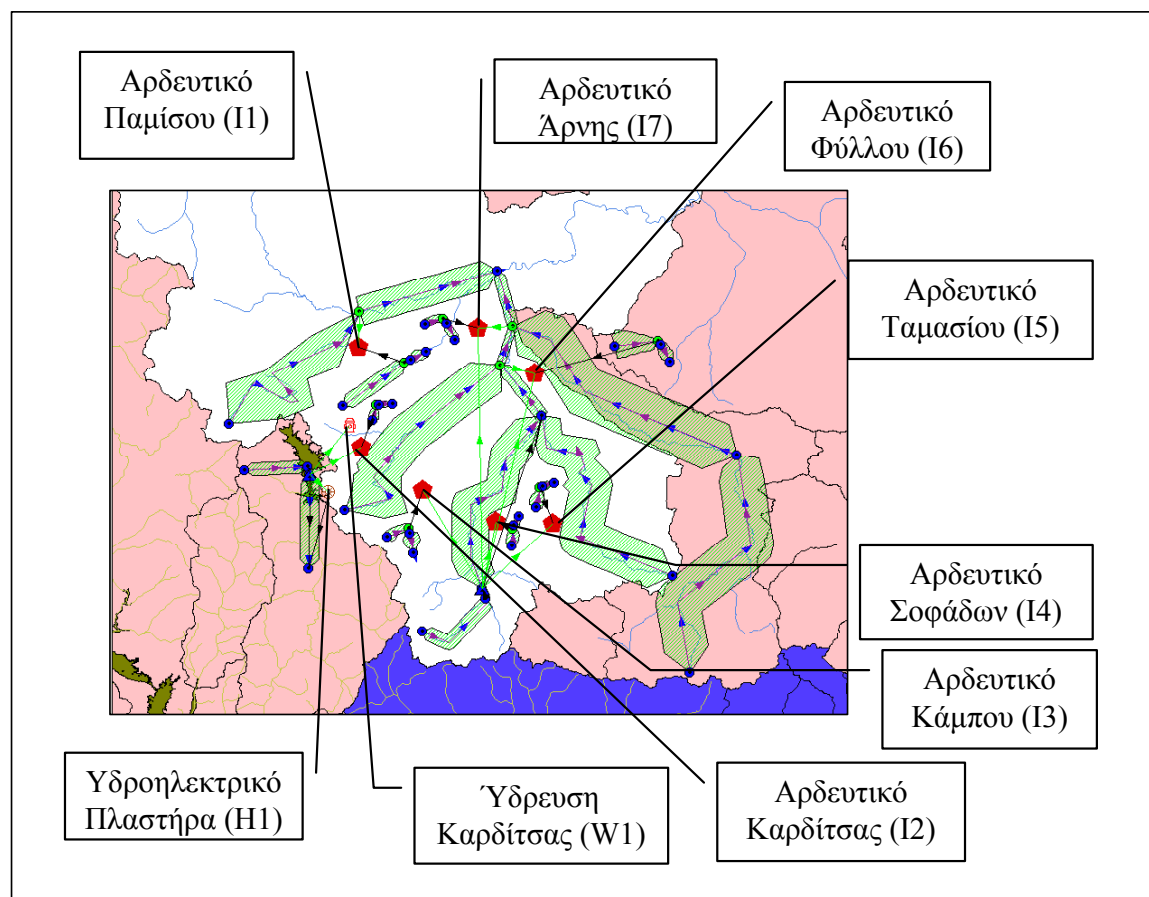 Αρδευτικό
Παμίσου (Ι1)
Αρδευτικό
Άρνης (Ι7)
Αρδευτικό
Φύλλου (Ι6)
Αρδευτικό
Ταμασίου (Ι5)
Αρδευτικό
Σοφάδων (Ι4)
Αρδευτικό
Κάμπου (Ι3)
Υδροηλεκτρικό
Πλαστήρα (Η1)
Ύδρευση
Καρδίτσας (W1)
Αρδευτικό
Καρδίτσας (Ι2)